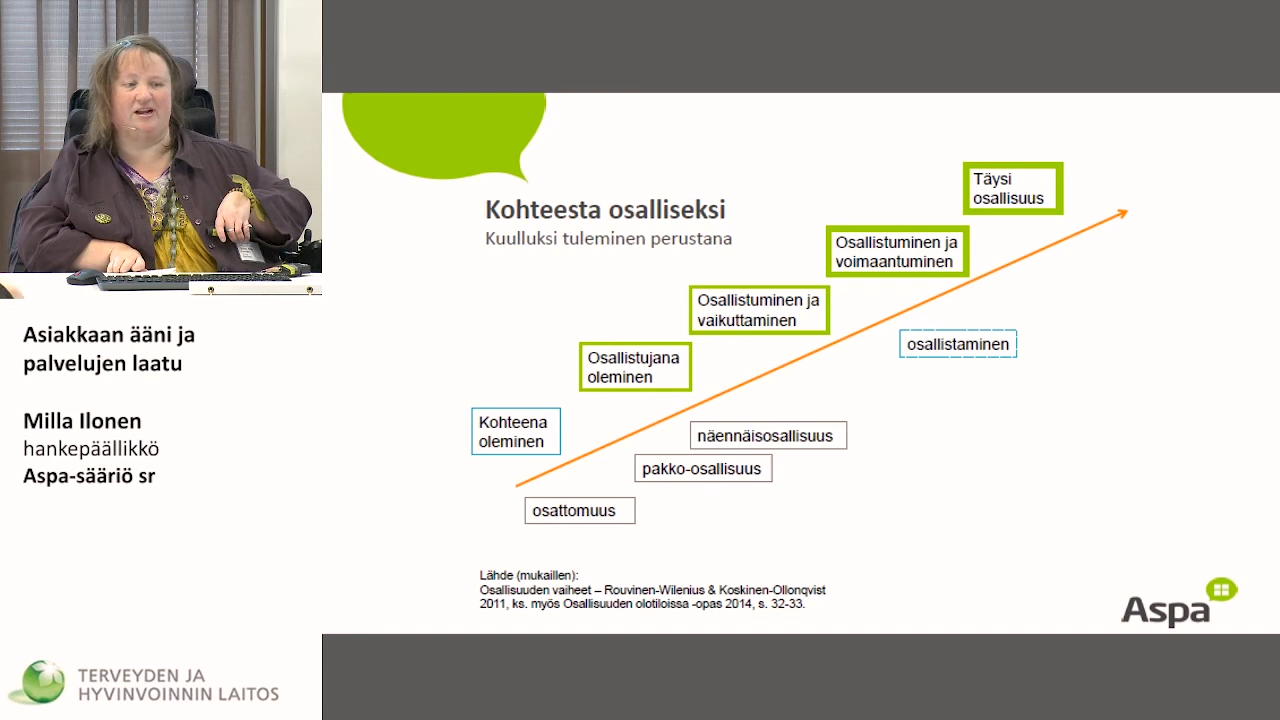 Asiakkaan ääni ja
palvelujen laatu
Milla Ilonen
hankepäällikkö
Aspa-sääriö sr
TERVEYDEN JA
HYVINVOINNIN LAITOS
Kohteesta osalliseksi
Kuulluksi tuleminen perustana
Täysi
osallisuus
Osallistuminen ja
voimaantuminen
Osallistuminen ja
vaikuttaminen
osallistaminen
Osallistujana
oleminen
Kohteena
oleminen
näennäisosallisuus
pakko-osallisuus
osattomuus
Lähde (mukaillen):
Osallisuuden vaiheet – Rouvinen-Wilenius & Koskinen-Ollonqvist
2011, ks. myös Osallisuuden olotiloissa -opas 2014, s. 32-33.
Aspa